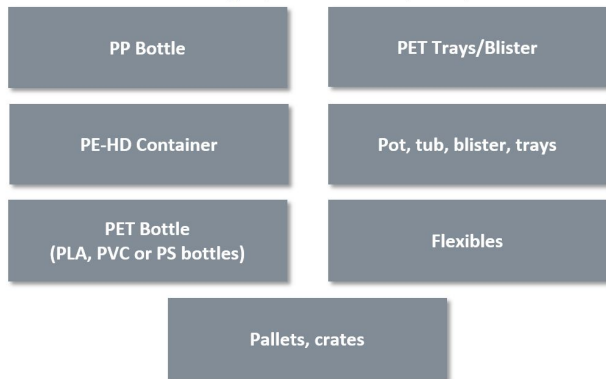 PP Bottle
PET Trays/Blister
PE-HD Container
Pot, tub, blister, trays
PET Bottle
(PLA, PVC or PS bottles)
Flexibles
Pallets, crates